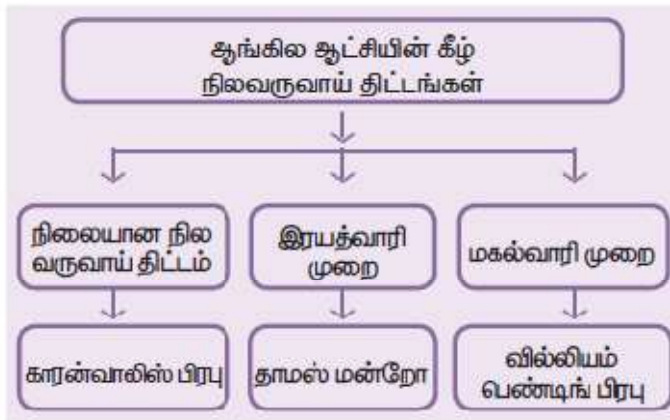 ஆங்கில ஆட்சியின் கீழ்
நிலவருவாய் திட்டங்கள்
நிலையான நில
வருவாய் திட்டம்
இரயத்வாரி
முறை
மகல்வாரி முறை
காரன்வாலிஸ் பிரபு
தாமஸ் மன்றோ
வில்லியம்
பெண்டிங் பிரபு